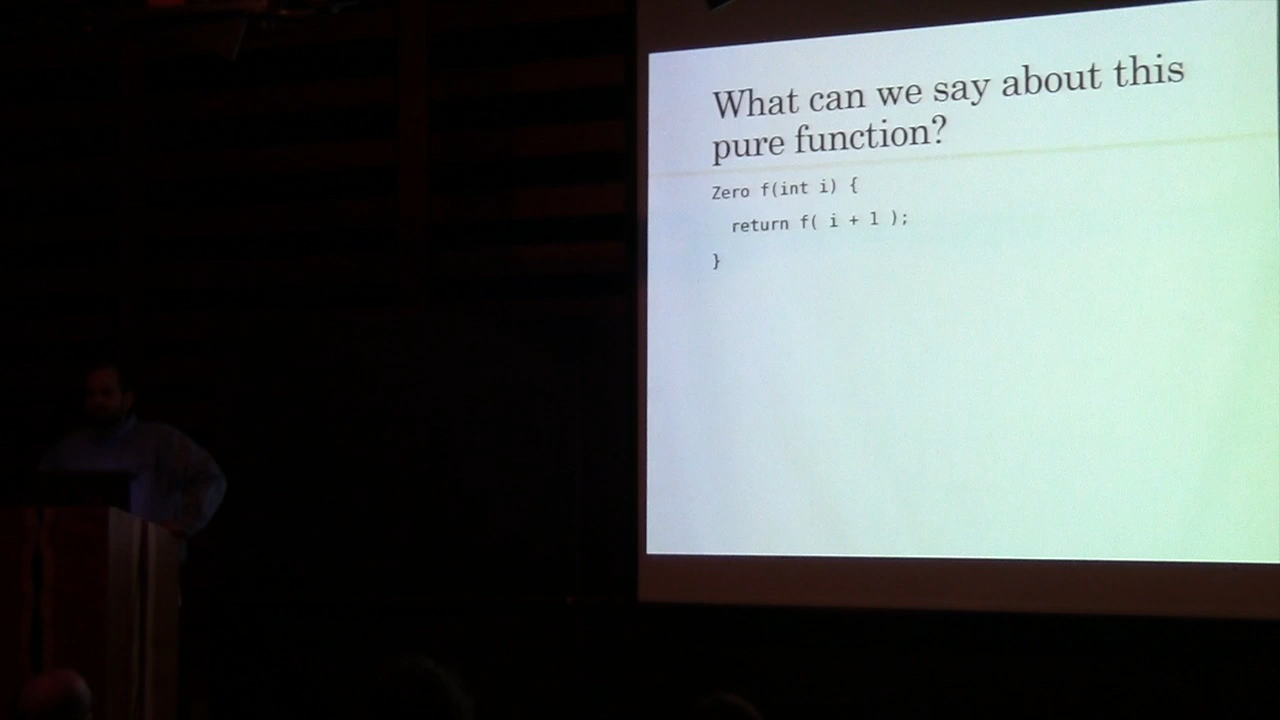 What can we say about this
pure function?
Zero f(int i) {
return f( i + 1 );
}